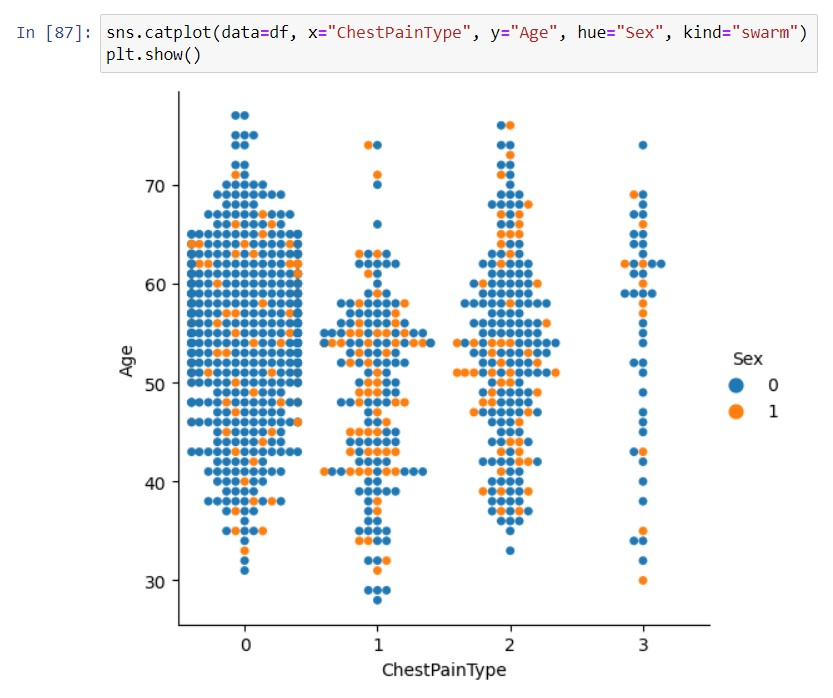 In [87]: sns.catplot(data=df, x="ChestPainType", y="Age", hue="Sex", kind="swarm")
plt.show()
70
60
50
40
30
Age
0 1 2 3
ChestPainType
Sex
0
1